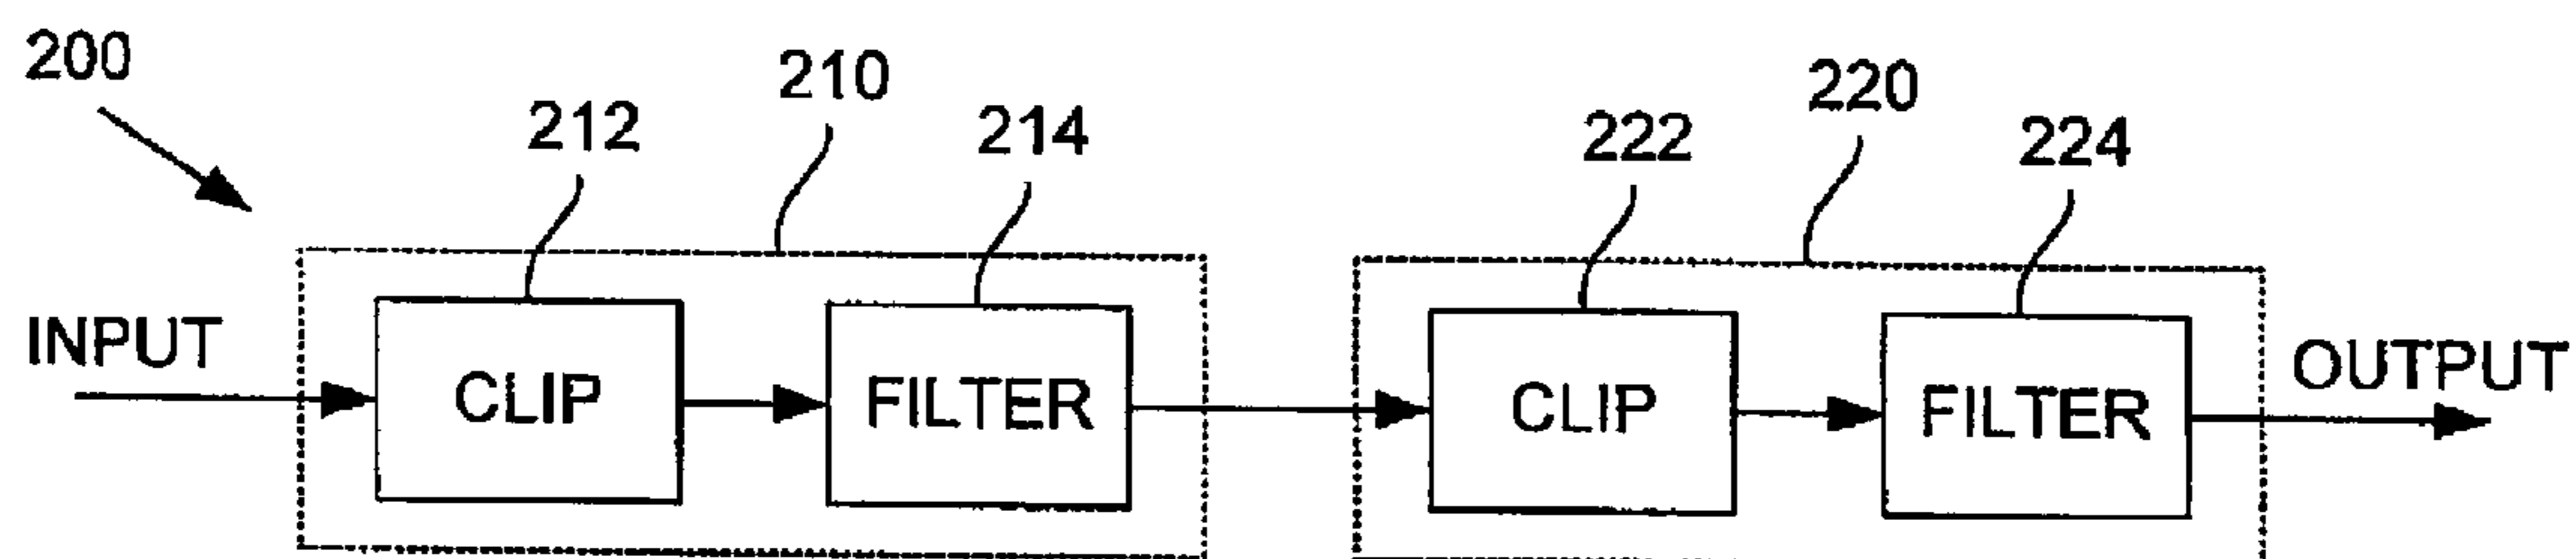 200
210
212
214
220
222
224
INPUT
CLIP
FILTER
CLIP
FILTER
OUTPUT